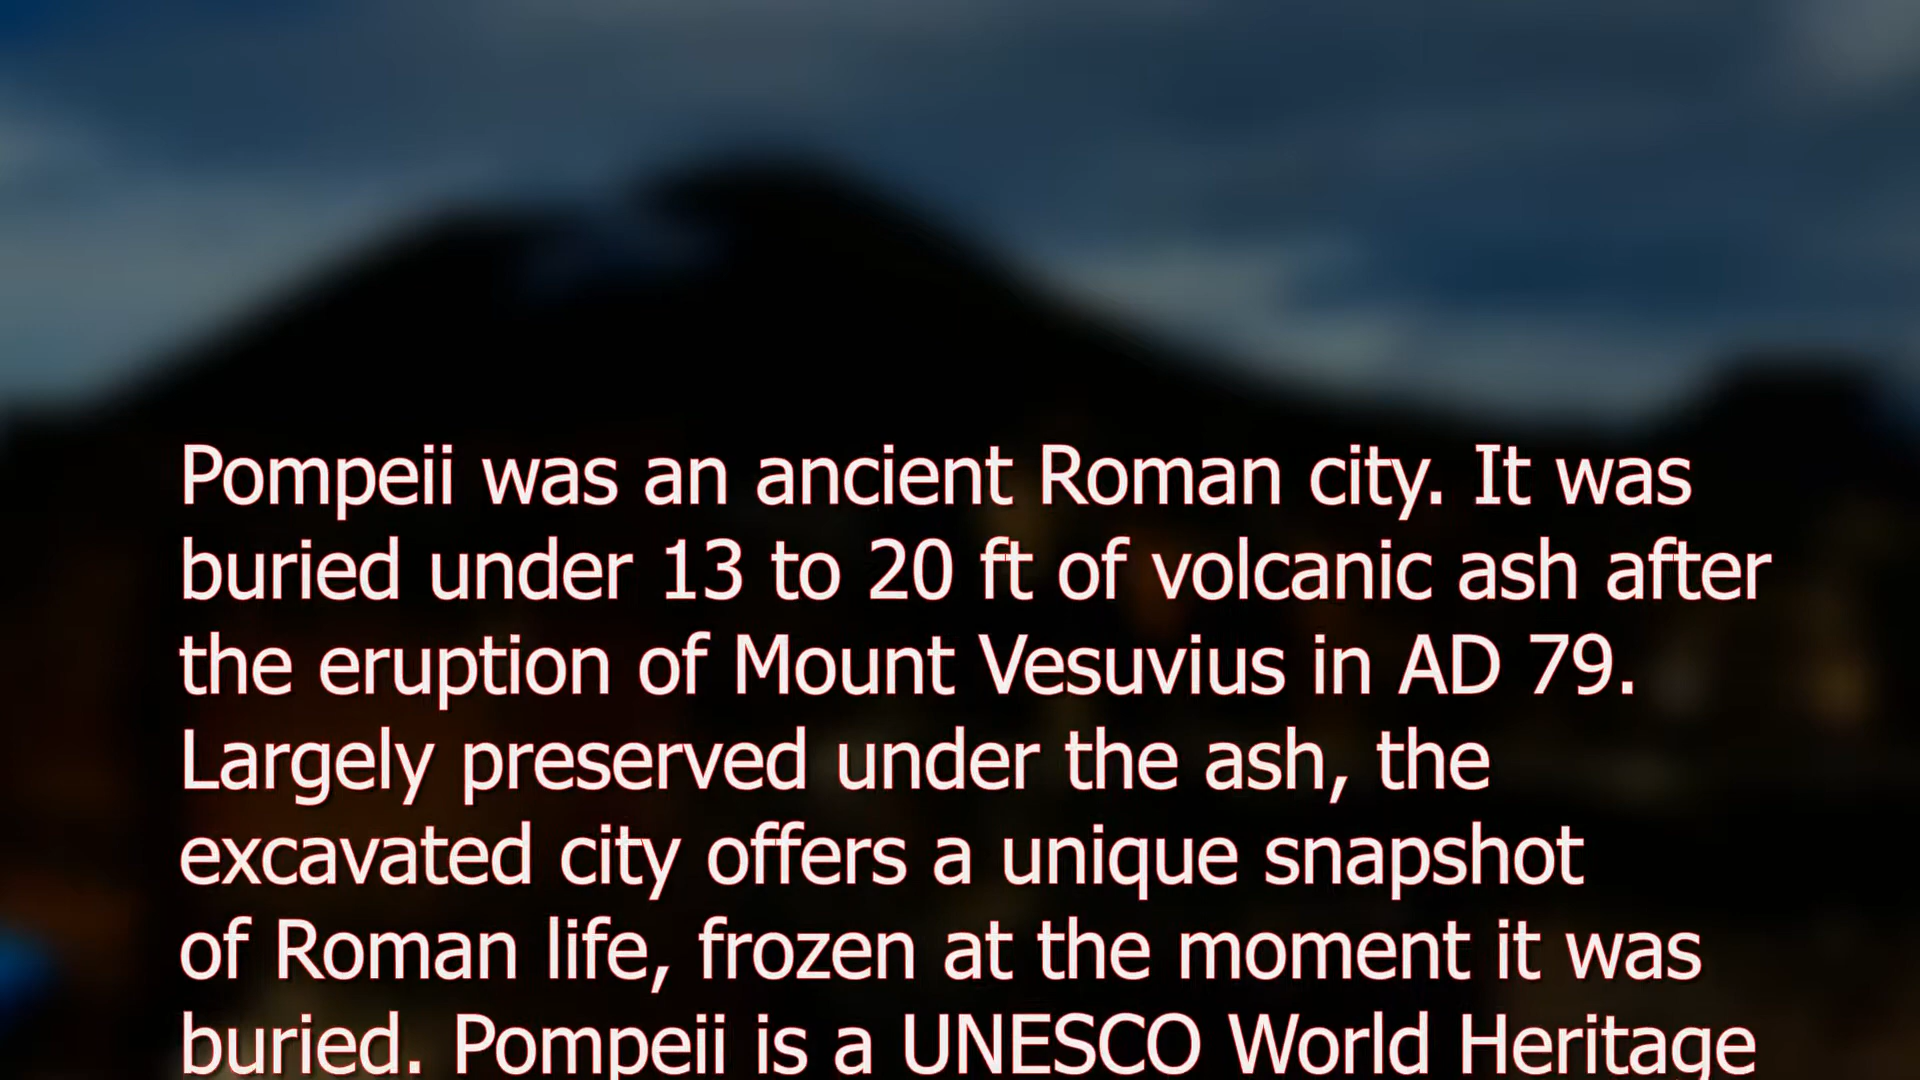 Pompeii was an ancient Roman city. It was
buried under 13 to 20 ft of volcanic ash after
the eruption of Mount Vesuvius in AD 79.
Largely preserved under the ash, the
excavated city offers a unique snapshot
of Roman life, frozen at the moment it was
buried. Pompeii is a UNESCO World Heritage